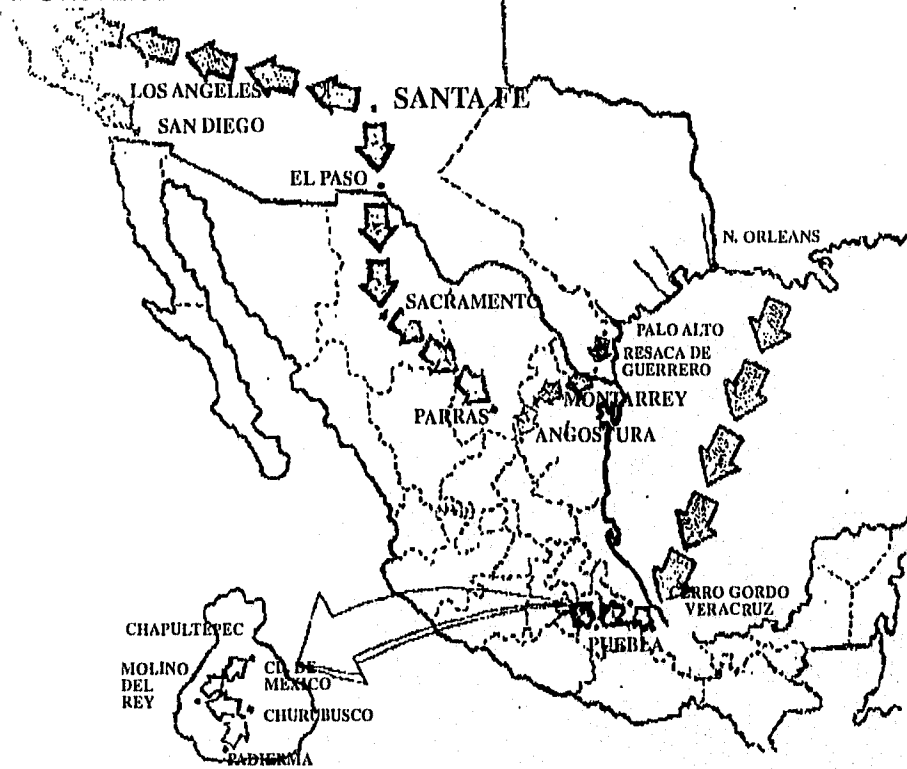 LOS ANGELES
SANTA FE
SAN DIEGO
EL PASO
N. ORLEANS
SACRAMENTO
PALO ALTO
RESACA DE
GUERRERO
MONTARREY
PARRAS
ANGOSTURA
CERRO GORDO
VERACRUZ
PUEBLA
CHAPULTEPEC
MOLINO
DEL
REY
CD. DE
MEXICO
CHURUBUSCO
PADIERMA